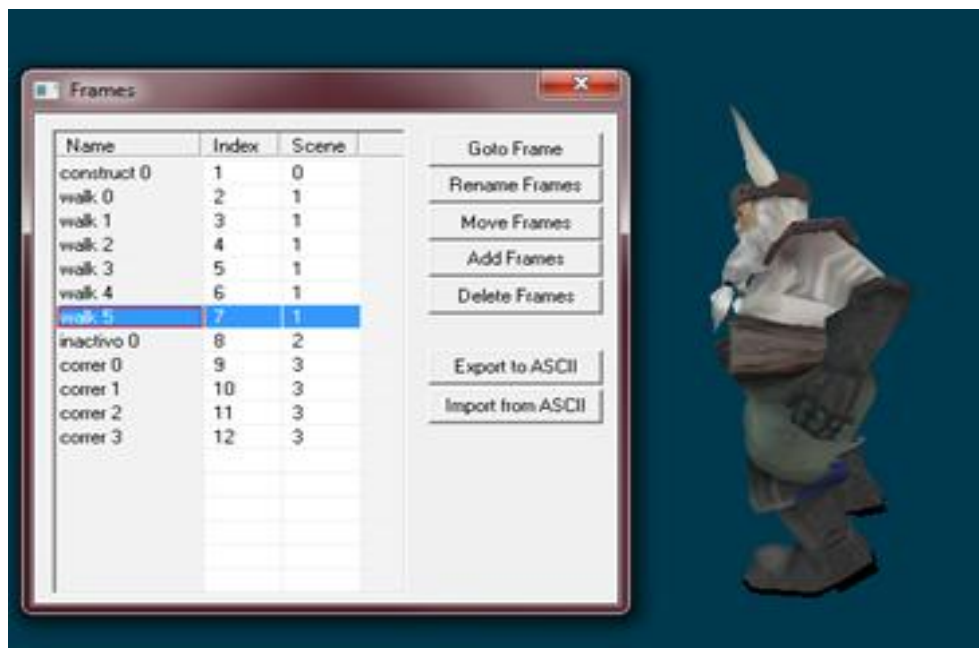 Frames
Name Index Scene
construct 0 1 0
walk 0 2 1
walk 1 3 1
walk 2 4 1
walk 3 5 1
walk 4 6 1
walk 5 7 1
inactivo 0 8 2
correr 0 9 3
correr 1 10 3
correr 2 11 3
correr 3 12 3
Goto Frame
Rename Frames
Move Frames
Add Frames
Delete Frames
Export to ASCII
Import from ASCII